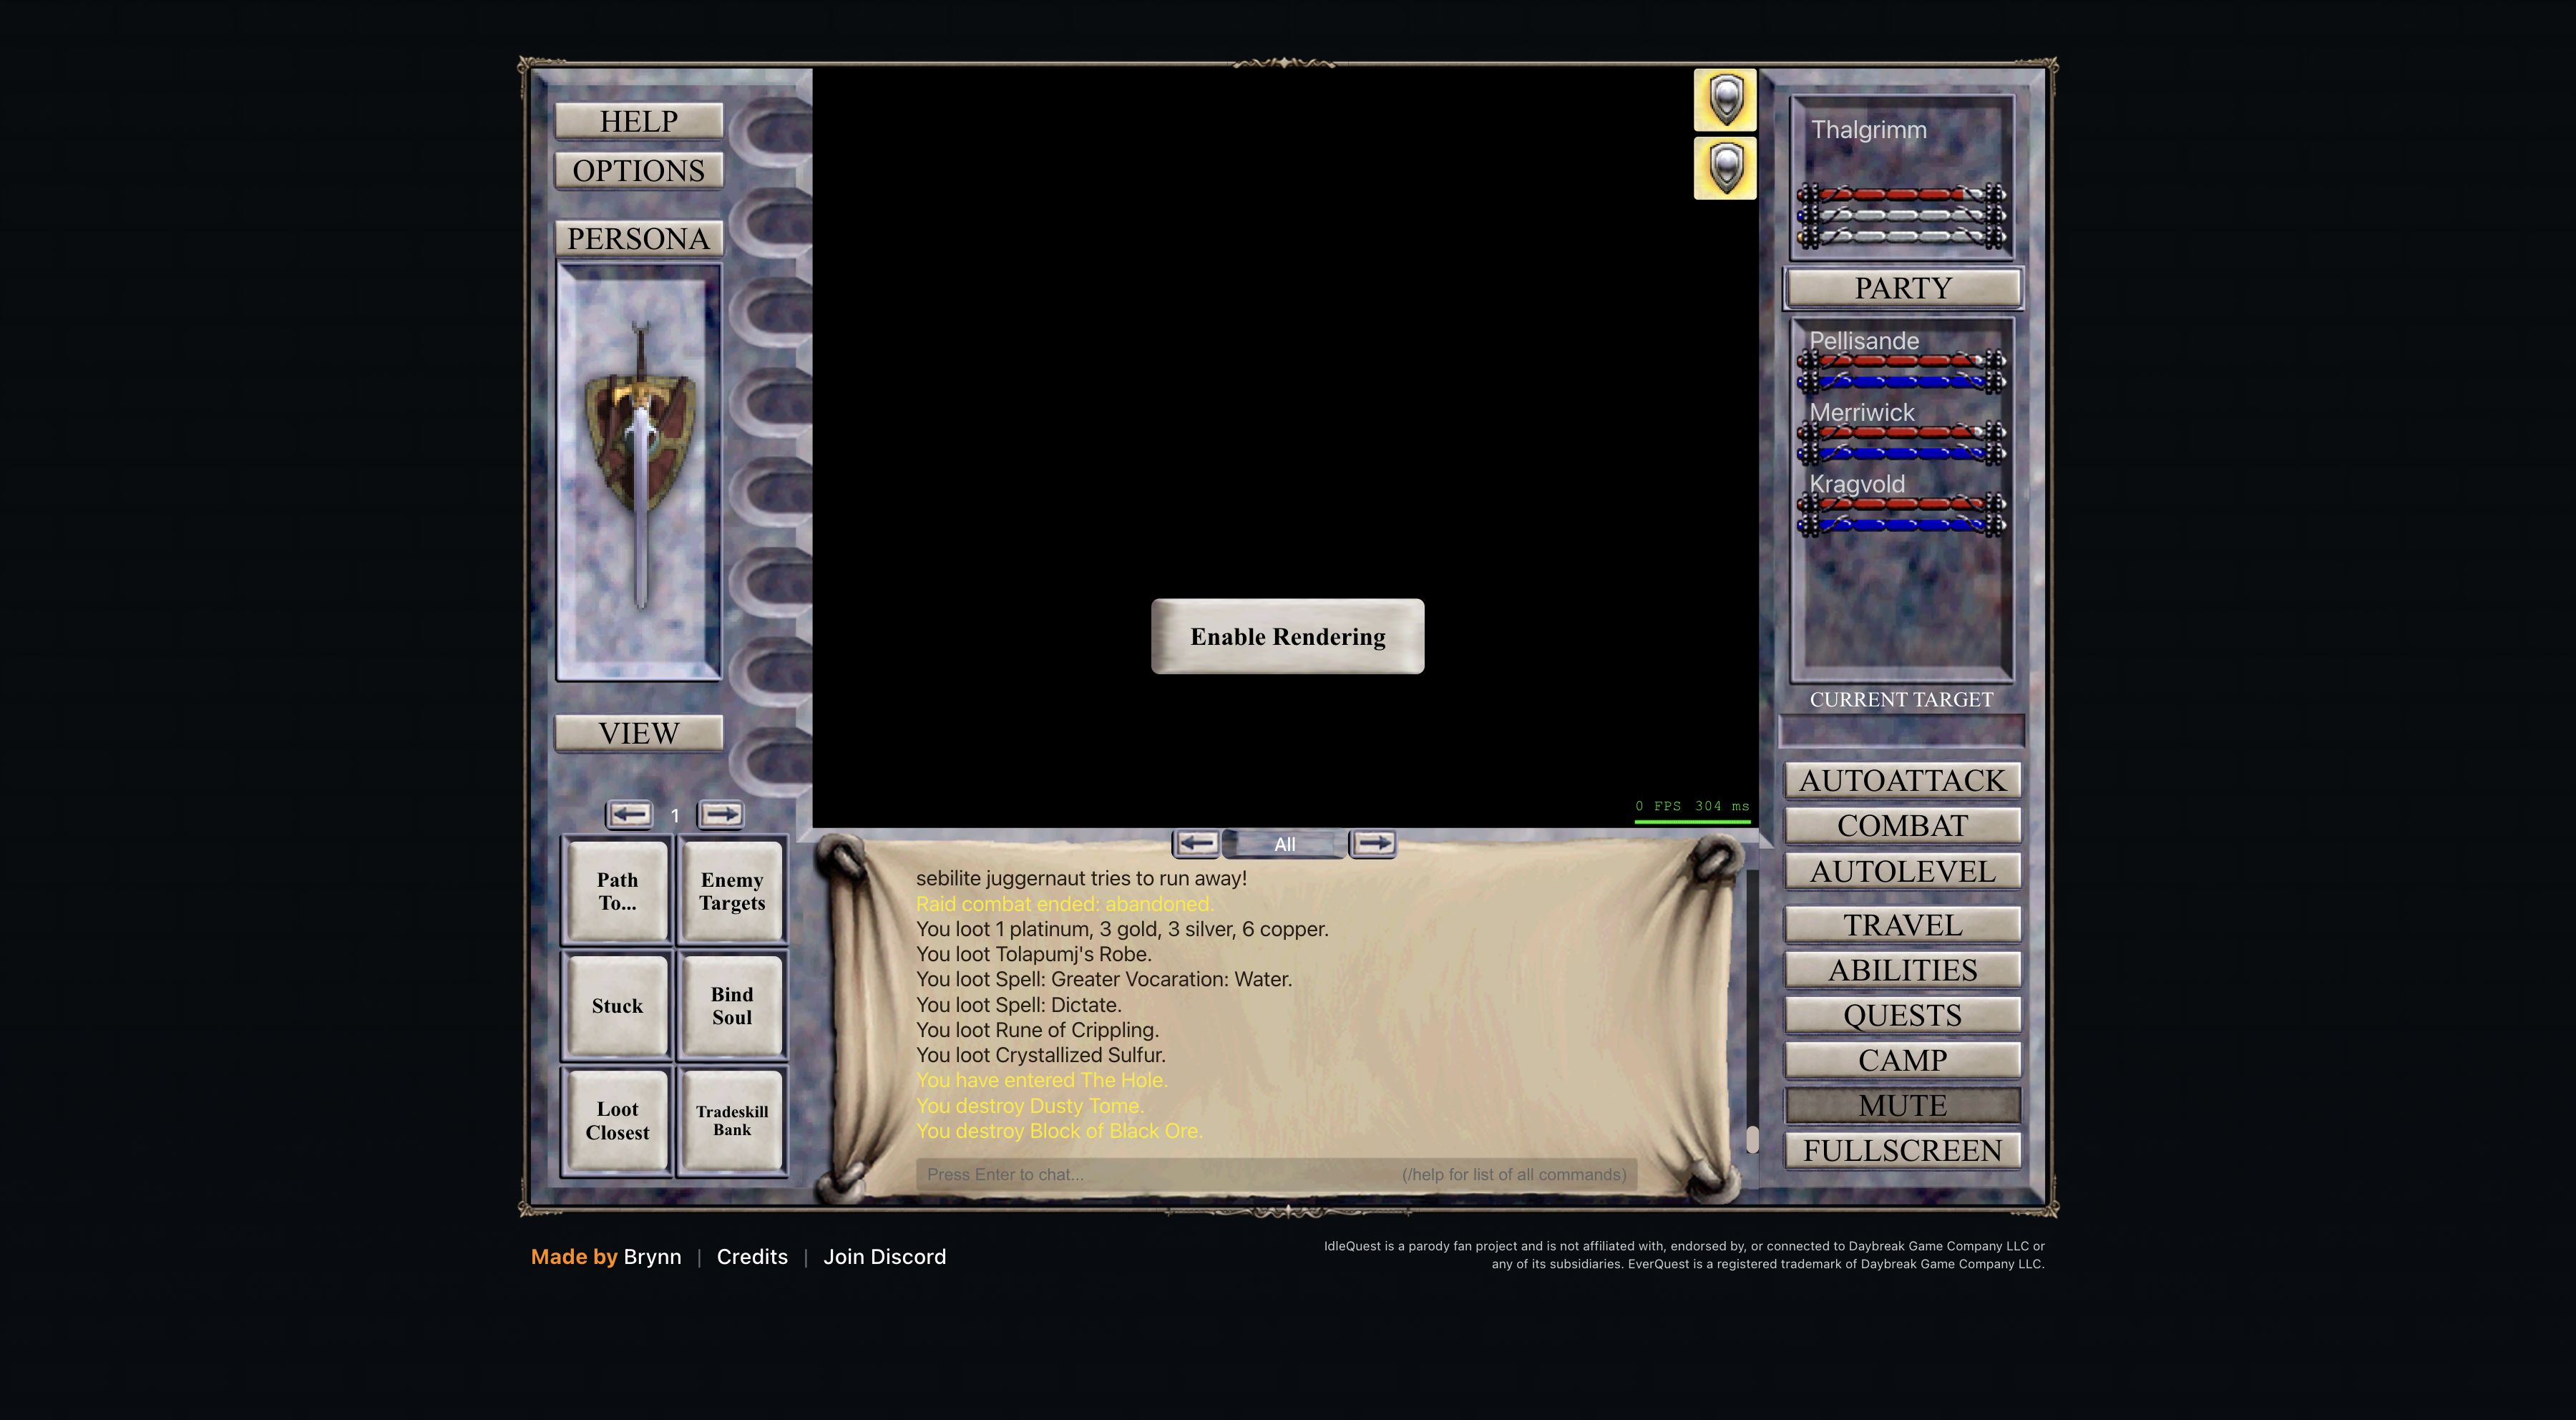 HELP
OPTIONS
PERSONA
VIEW
1
Path
To...
Enemy
Targets
Stuck
Bind
Soul
Loot
Closest
Tradeskill
Bank
Enable Rendering
0 FPS 304 ms
All
sebilite juggernaut tries to run away!
Raid combat ended: abandoned.
You loot 1 platinum, 3 gold, 3 silver, 6 copper.
You loot Tolapumj's Robe.
You loot Spell: Greater Vocaration: Water.
You loot Spell: Dictate.
You loot Rune of Crippling.
You loot Crystallized Sulfur.
You have entered The Hole.
You destroy Dusty Tome.
You destroy Block of Black Ore.
Press Enter to chat... (/help for list of all commands)
Thalgrimm
PARTY
Pellisande
Merriwick
Kragvold
CURRENT TARGET
AUTOATTACK
COMBAT
AUTOLEVEL
TRAVEL
ABILITIES
QUESTS
CAMP
MUTE
FULLSCREEN
Made by Brynn | Credits | Join Discord
IdleQuest is a parody fan project and is not affiliated with, endorsed by, or connected to Daybreak Game Company LLC or
any of its subsidiaries. EverQuest is a registered trademark of Daybreak Game Company LLC.